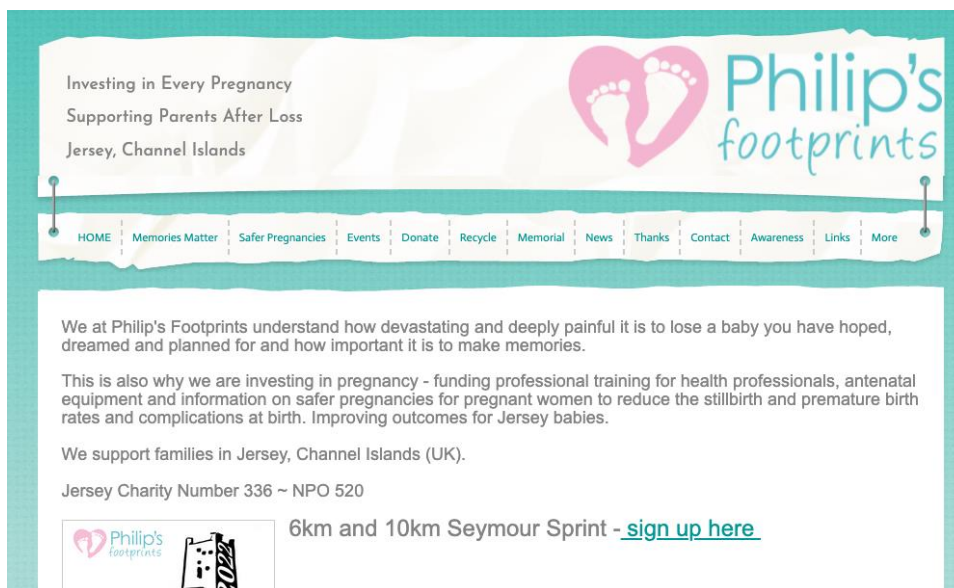 Investing in Every Pregnancy
Supporting Parents After Loss
Jersey, Channel Islands
Philip's
footprints
HOME Memories Matter Safer Pregnancies Events Donate Recycle Memorial News Thanks Contact Awareness Links More
We at Philip's Footprints understand how devastating and deeply painful it is to lose a baby you have hoped,
dreamed and planned for and how important it is to make memories.
This is also why we are investing in pregnancy - funding professional training for health professionals, antenatal
equipment and information on safer pregnancies for pregnant women to reduce the stillbirth and premature birth
rates and complications at birth. Improving outcomes for Jersey babies.
We support families in Jersey, Channel Islands (UK).
Jersey Charity Number 336 ~ NPO 520
Philip's
footprints
2022
6km and 10km Seymour Sprint - sign up here